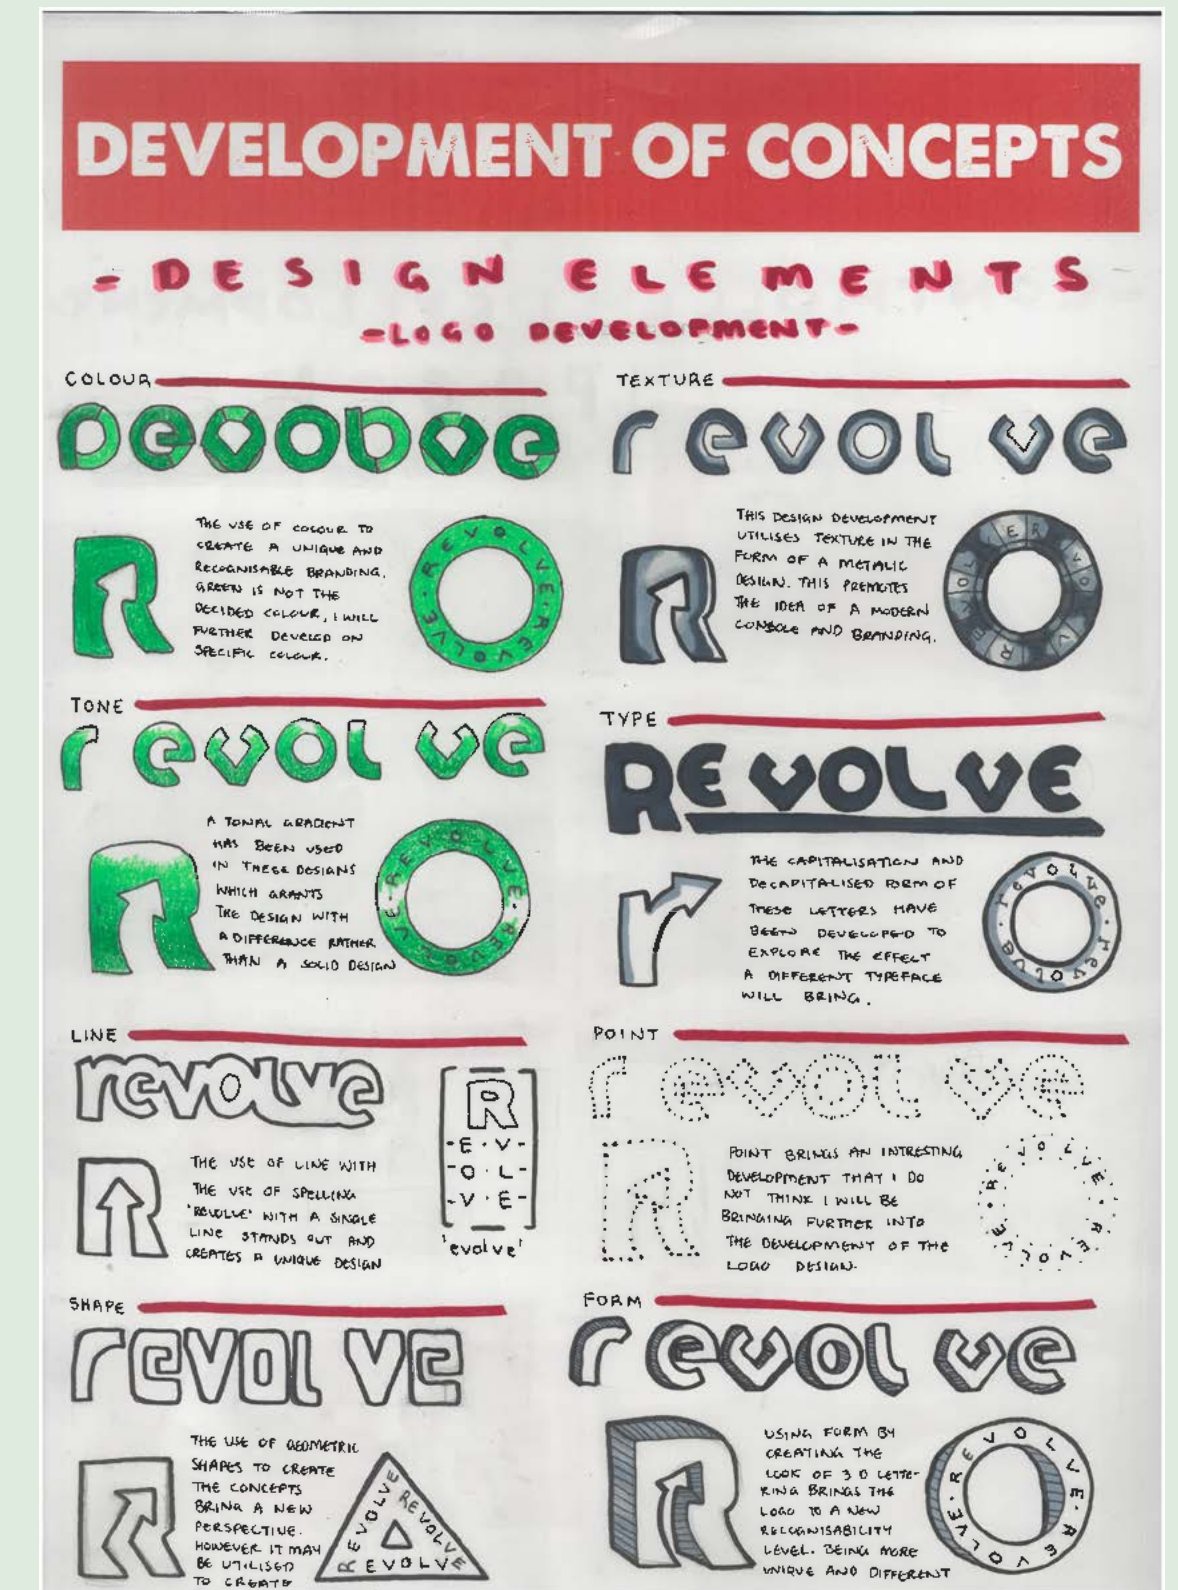 DEVELOPMENT OF CONCEPTS
- DESIGN ELEMENTS
-LOGO DEVELOPMENT-
COLOUR
revolve
R
THE USE OF COLOUR TO
CREATE A UNIQUE AND
RECOGNISABLE BRANDING.
GREEN IS NOT THE
DECIDED COLOUR, I WILL
FURTHER DEVELOP ON
SPECIFIC COLOUR.
REVOLVE · REVOLVE ·
TEXTURE
revolve
R
THIS DESIGN DEVELOPMENT
UTILISES TEXTURE IN THE
FORM OF A METALIC
DESIGN. THIS PROMOTES
THE IDEA OF A MODERN
CONSOLE AND BRANDING.
REVOLVER
TONE
revolve
R
A TONAL GRADIENT
HAS BEEN USED
IN THESE DESIGNS
WHICH GRANTS
THE DESIGN WITH
A DIFFERENCE RATHER
THAN A SOLID DESIGN
REVOLVE · REVOLVE ·
TYPE
REVOLVE
r
THE CAPITALISATION AND
DECAPITALISED FORM OF
THESE LETTERS HAVE
BEEN DEVELOPED TO
EXPLORE THE EFFECT
A DIFFERENT TYPEFACE
WILL BRING.
revolve · revolve ·
LINE
revolve
R
THE USE OF LINE WITH
THE USE OF SPELLING
'REVOLVE' WITH A SINGLE
LINE STANDS OUT AND
CREATES A UNIQUE DESIGN
R
-E·V-
-O·L-
-V·E-
'evolve'
POINT
revolve
R
POINT BRINGS AN INTRESTING
DEVELOPMENT THAT I DO
NOT THINK I WILL BE
BRINGING FURTHER INTO
THE DEVELOPMENT OF THE
LOGO DESIGN.
REVOLVE · REVOLVE ·
SHAPE
revolve
R
THE USE OF GEOMETRIC
SHAPES TO CREATE
THE CONCEPTS
BRING A NEW
PERSPECTIVE.
HOWEVER IT MAY
BE UTILISED
TO CREATE
REVOLVE
REVOLVE
REVOLVE
FORM
revolve
R
USING FORM BY
CREATING THE
LOOK OF 3D LETTE-
RING BRINGS THE
LOGO TO A NEW
RECOGNISABILITY
LEVEL. BEING MORE
UNIQUE AND DIFFERENT
REVOLVE · REVOLVE ·